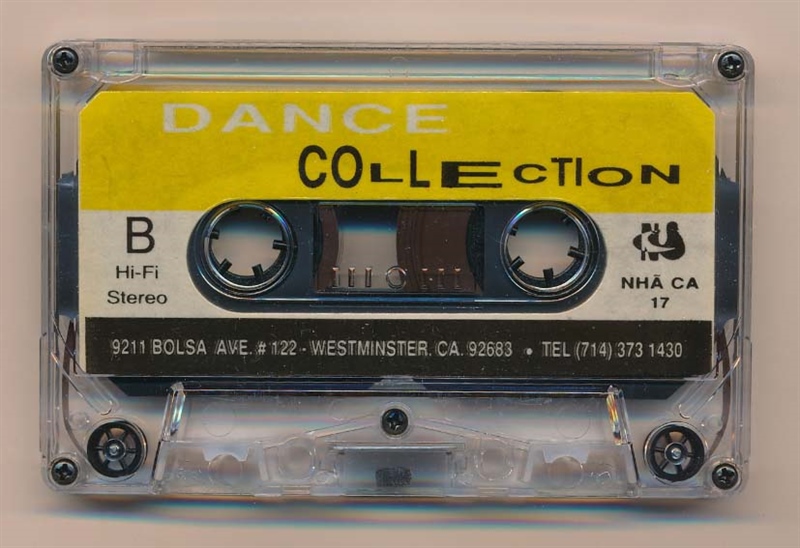 DANCE
COLLECTION
B
Hi-Fi
Stereo
NHÃ CA
17
9211 BOLSA AVE. # 122 - WESTMINSTER, CA. 92683 • TEL (714) 373 1430